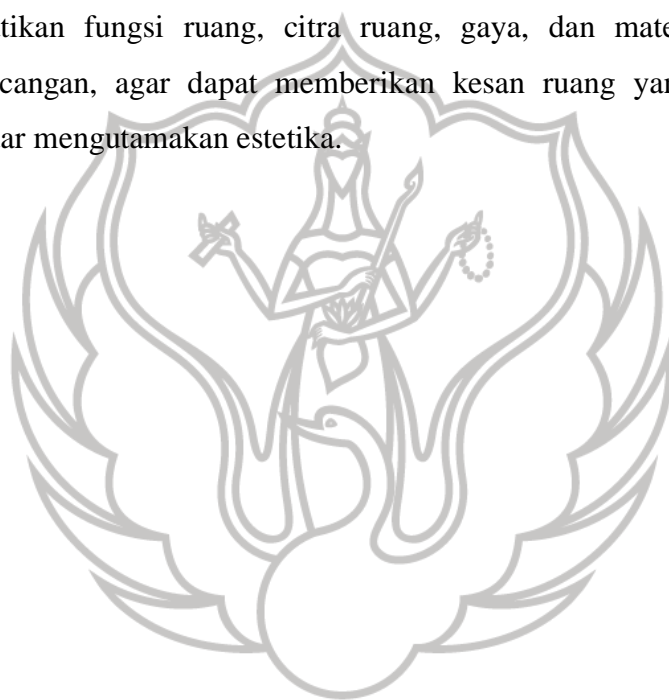 tikan fungsi ruang, citra ruang, gaya, dan mate
cangan, agar dapat memberikan kesan ruang yan
ar mengutamakan estetika.